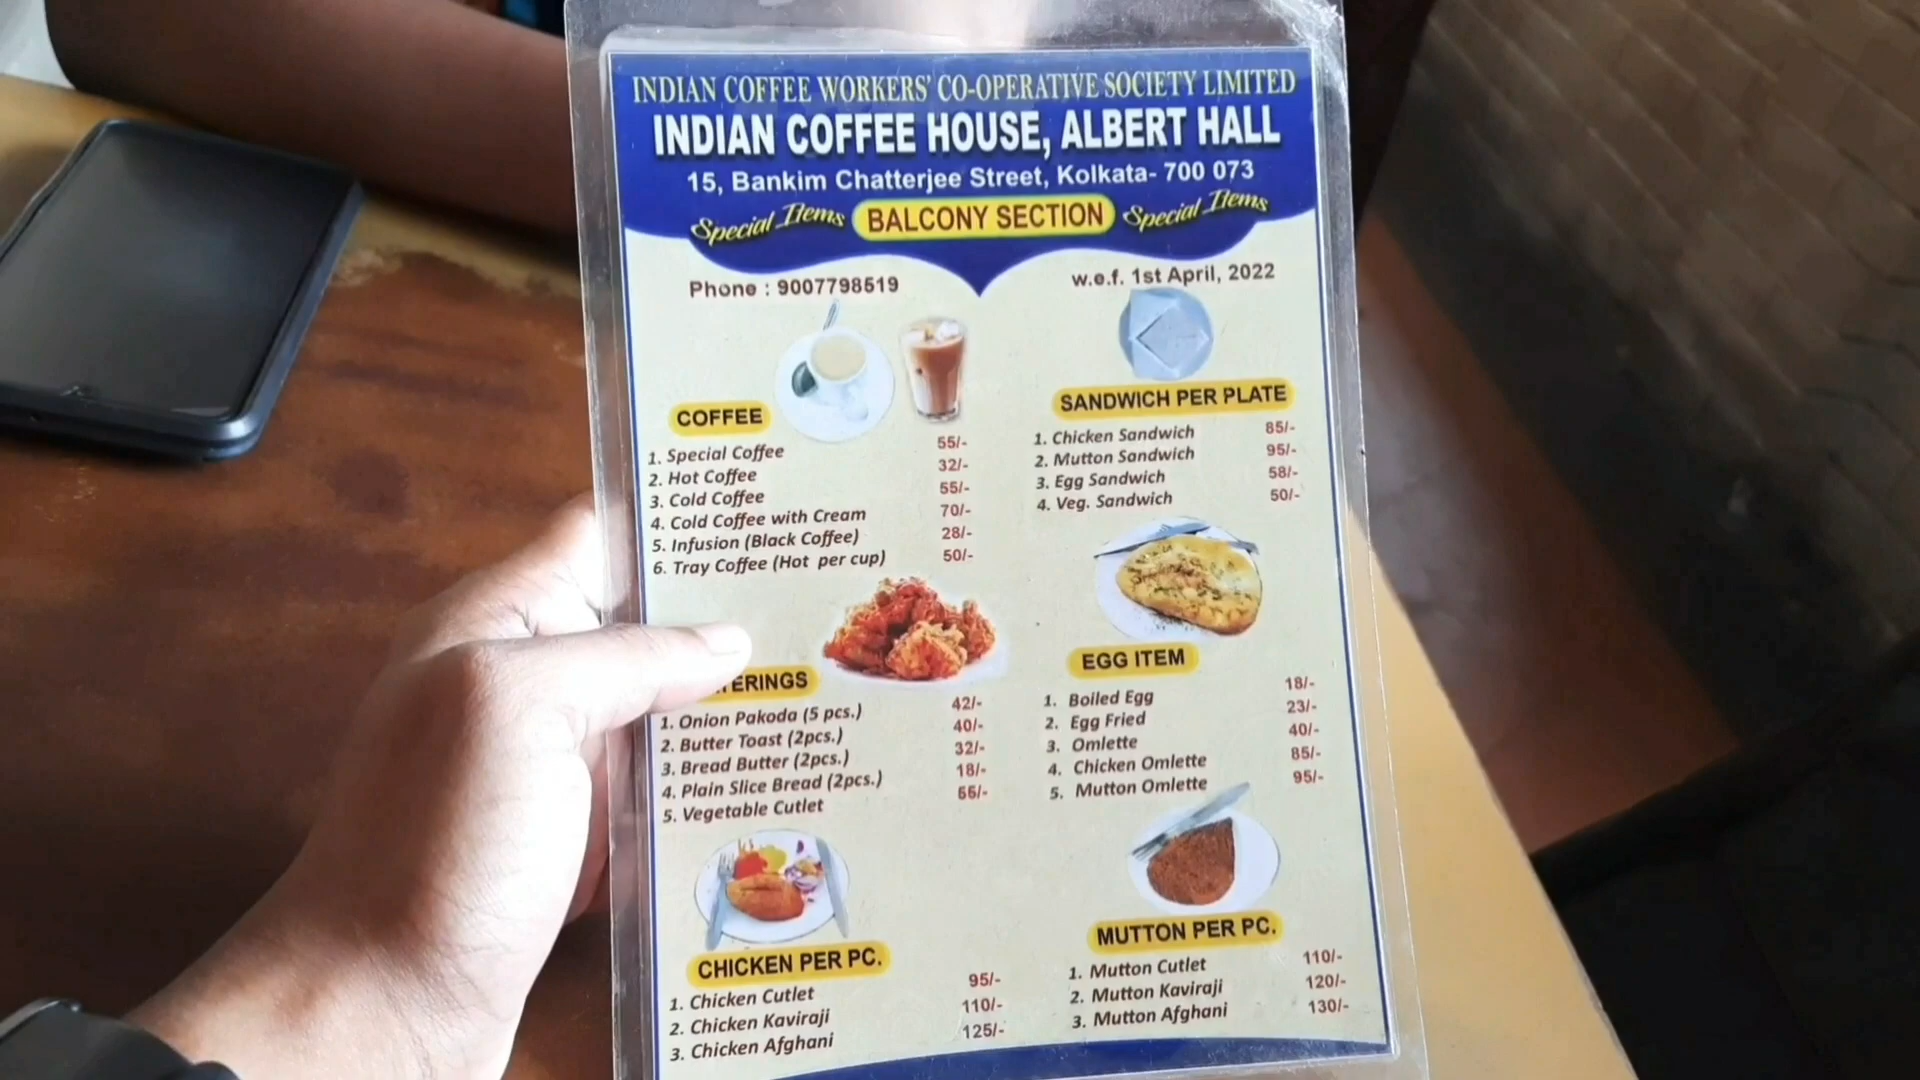 INDIAN COFFEE WORKERS' CO-OPERATIVE SOCIETY LIMITED
INDIAN COFFEE HOUSE, ALBERT HALL
15, Bankim Chatterjee Street, Kolkata- 700 073
Special Items BALCONY SECTION Special Items
Phone : 9007798519
w.e.f. 1st April, 2022
COFFEE
1. Special Coffee 55/-
2. Hot Coffee 32/-
3. Cold Coffee 55/-
4. Cold Coffee with Cream 70/-
5. Infusion (Black Coffee) 28/-
6. Tray Coffee (Hot per cup) 50/-
SANDWICH PER PLATE
1. Chicken Sandwich 85/-
2. Mutton Sandwich 95/-
3. Egg Sandwich 58/-
4. Veg. Sandwich 50/-
TERINGS
1. Onion Pakoda (5 pcs.) 42/-
2. Butter Toast (2pcs.) 40/-
3. Bread Butter (2pcs.) 32/-
4. Plain Slice Bread (2pcs.) 18/-
5. Vegetable Cutlet 55/-
EGG ITEM
1. Boiled Egg 18/-
2. Egg Fried 23/-
3. Omlette 40/-
4. Chicken Omlette 85/-
5. Mutton Omlette 95/-
CHICKEN PER PC.
1. Chicken Cutlet 95/-
2. Chicken Kaviraji 110/-
3. Chicken Afghani 125/-
MUTTON PER PC.
1. Mutton Cutlet 110/-
2. Mutton Kaviraji 120/-
3. Mutton Afghani 130/-